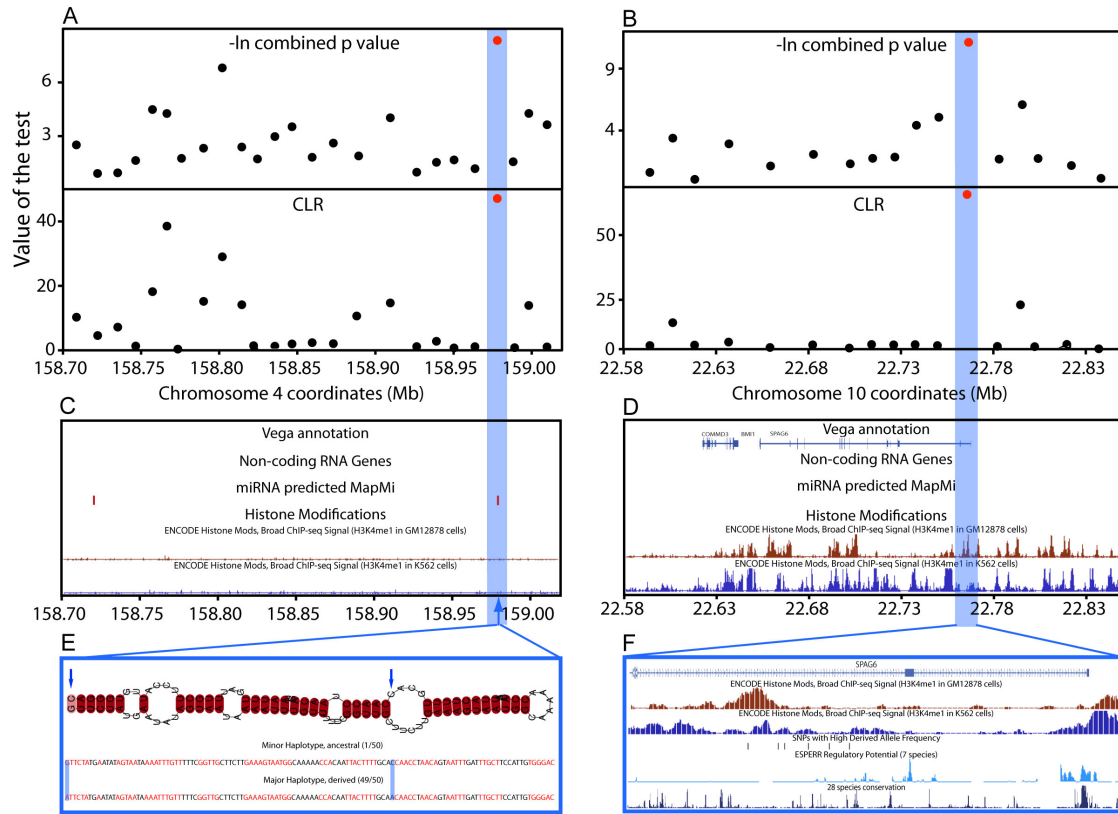 A
-ln combined p value
6
3
Value of the test
CLR
40
20
0
158.70 158.75 158.80 158.85 158.90 158.95 159.00
Chromosome 4 coordinates (Mb)
B
-ln combined p value
9
4
CLR
50
25
0
22.58 22.63 22.68 22.73 22.78 22.83
Chromosome 10 coordinates (Mb)
C
Vega annotation
Non-coding RNA Genes
miRNA predicted MapMi
Histone Modifications
ENCODE Histone Mods, Broad ChIP-seq Signal (H3K4me1 in GM12878 cells)
ENCODE Histone Mods, Broad ChIP-seq Signal (H3K4me1 in K562 cells)
158.70 158.75 158.80 158.85 158.90 158.95 159.00
D
Vega annotation
COMMD3 BMI1 SPAG6
Non-coding RNA Genes
miRNA predicted MapMi
Histone Modifications
ENCODE Histone Mods, Broad ChIP-seq Signal (H3K4me1 in GM12878 cells)
ENCODE Histone Mods, Broad ChIP-seq Signal (H3K4me1 in K562 cells)
22.58 22.63 22.68 22.73 22.78 22.83
E
Minor Haplotype, ancestral (1/50)
GTTCTATGAATATAGTAATAAAATTTGTTTTTCGGTTGCTTCTTGAAAGTAATGGCAAAAACCACAATTACTTTTGCACCAACCTAACAGTAATTTGATTTGCTTCCATTGTGGGAC
Major Haplotype, derived (49/50)
ATTCTATGAATATAGTAATAAAATTTGTTTTTCGGTTGCTTCTTGAAAGTAATGGCAAAAACCACAATTACTTTTGCAACAACCTAACAGTAATTTGATTTGCTTCCATTGTGGGAC
F
SPAG6
ENCODE Histone Mods, Broad ChIP-seq Signal (H3K4me1 in GM12878 cells)
ENCODE Histone Mods, Broad ChIP-seq Signal (H3K4me1 in K562 cells)
SNPs with High Derived Allele Frequency
ESPERR Regulatory Potential (7 species)
28 species conservation